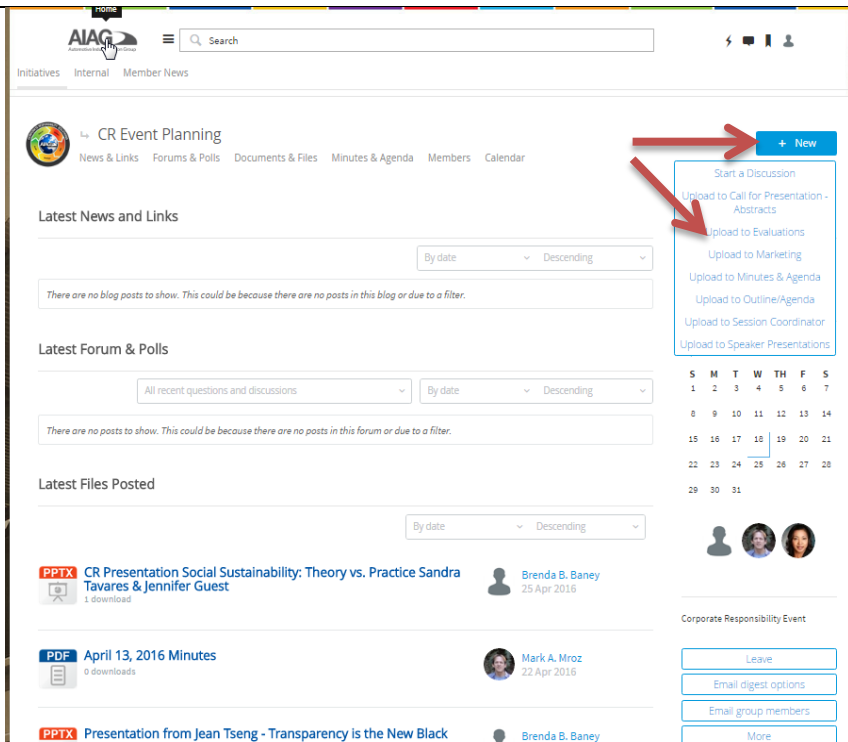 Home
AIAG
Search
Initiatives Internal Member News
CR Event Planning
News & Links Forums & Polls Documents & Files Minutes & Agenda Members Calendar
+ New
Start a Discussion
Upload to Call for Presentation -
Abstracts
Upload to Evaluations
Upload to Marketing
Upload to Minutes & Agenda
Upload to Outline/Agenda
Upload to Session Coordinator
Upload to Speaker Presentations
Latest News and Links
By date Descending
There are no blog posts to show. This could be because there are no posts in this blog or due to a filter.
Latest Forum & Polls
All recent questions and discussions By date Descending
There are no posts to show. This could be because there are no posts in this forum or due to a filter.
S M T W TH F S
1 2 3 4 5 6 7
8 9 10 11 12 13 14
15 16 17 18 19 20 21
22 23 24 25 26 27 28
29 30 31
Latest Files Posted
By date Descending
PPTX CR Presentation Social Sustainability: Theory vs. Practice Sandra
Tavares & Jennifer Guest
1 download
Brenda B. Baney
25 Apr 2016
PDF April 13, 2016 Minutes
0 downloads
Mark A. Mroz
22 Apr 2016
PPTX Presentation from Jean Tseng - Transparency is the New Black
Brenda B. Baney
Corporate Responsibility Event
Leave
Email digest options
Email group members
More